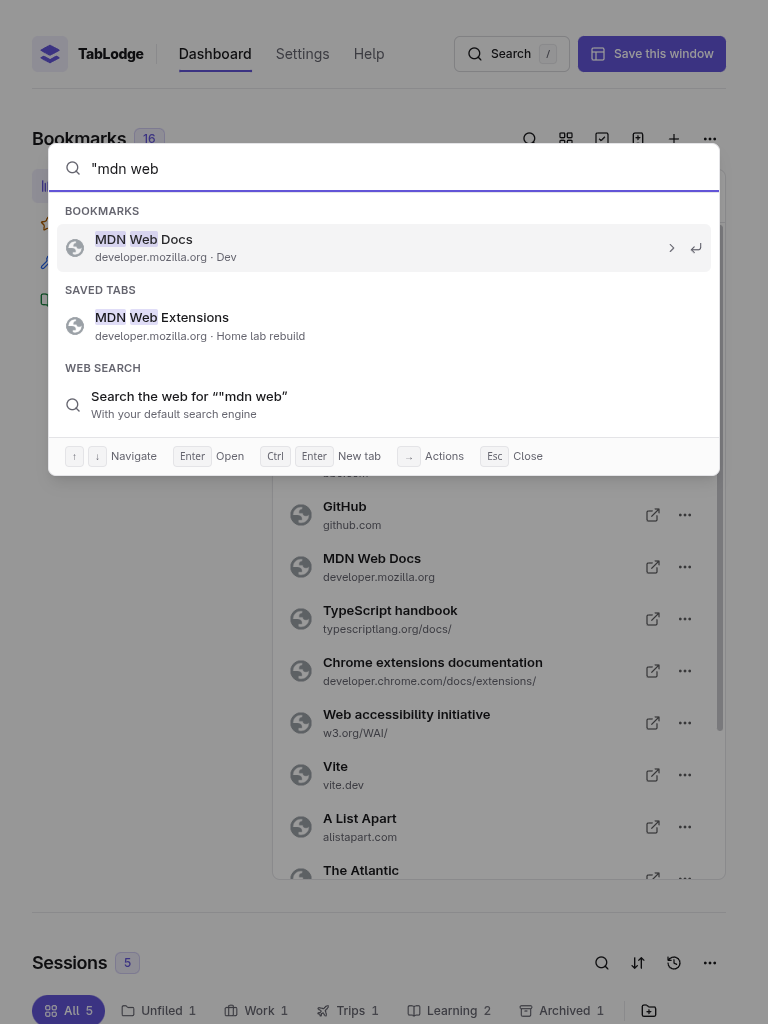 TabLodge
Dashboard Settings Help
Search /
Save this window
Bookmarks 16
"mdn web
BOOKMARKS
MDN Web Docs
developer.mozilla.org · Dev
SAVED TABS
MDN Web Extensions
developer.mozilla.org · Home lab rebuild
WEB SEARCH
Search the web for “"mdn web”
With your default search engine
↑ ↓ Navigate Enter Open Ctrl Enter New tab → Actions Esc Close
GitHub
github.com
MDN Web Docs
developer.mozilla.org
TypeScript handbook
typescriptlang.org/docs/
Chrome extensions documentation
developer.chrome.com/docs/extensions/
Web accessibility initiative
w3.org/WAI/
Vite
vite.dev
A List Apart
alistapart.com
The Atlantic
Sessions 5
All 5 Unfiled 1 Work 1 Trips 1 Learning 2 Archived 1